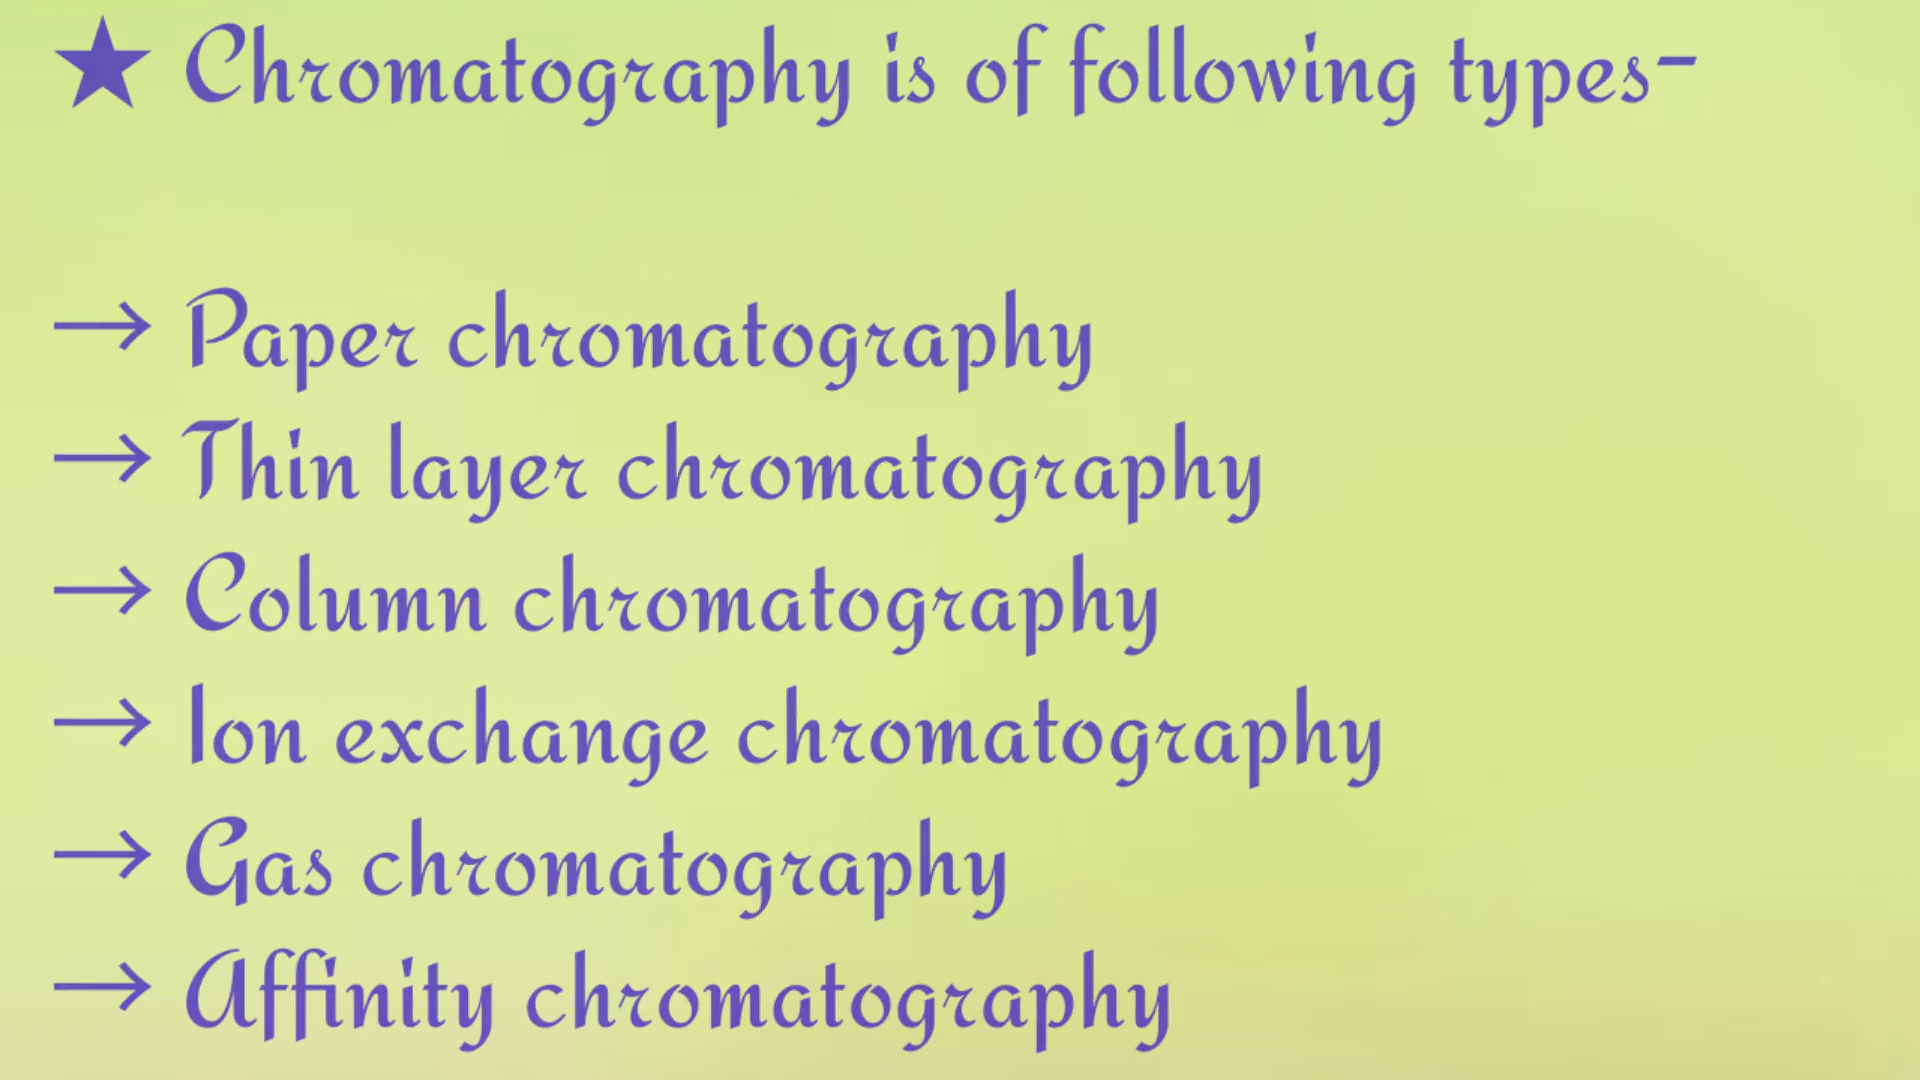 ★ Chromatography is of following types-
→ Paper chromatography
→ Thin layer chromatography
→ Column chromatography
→ Ion exchange chromatography
→ Gas chromatography
→ Affinity chromatography